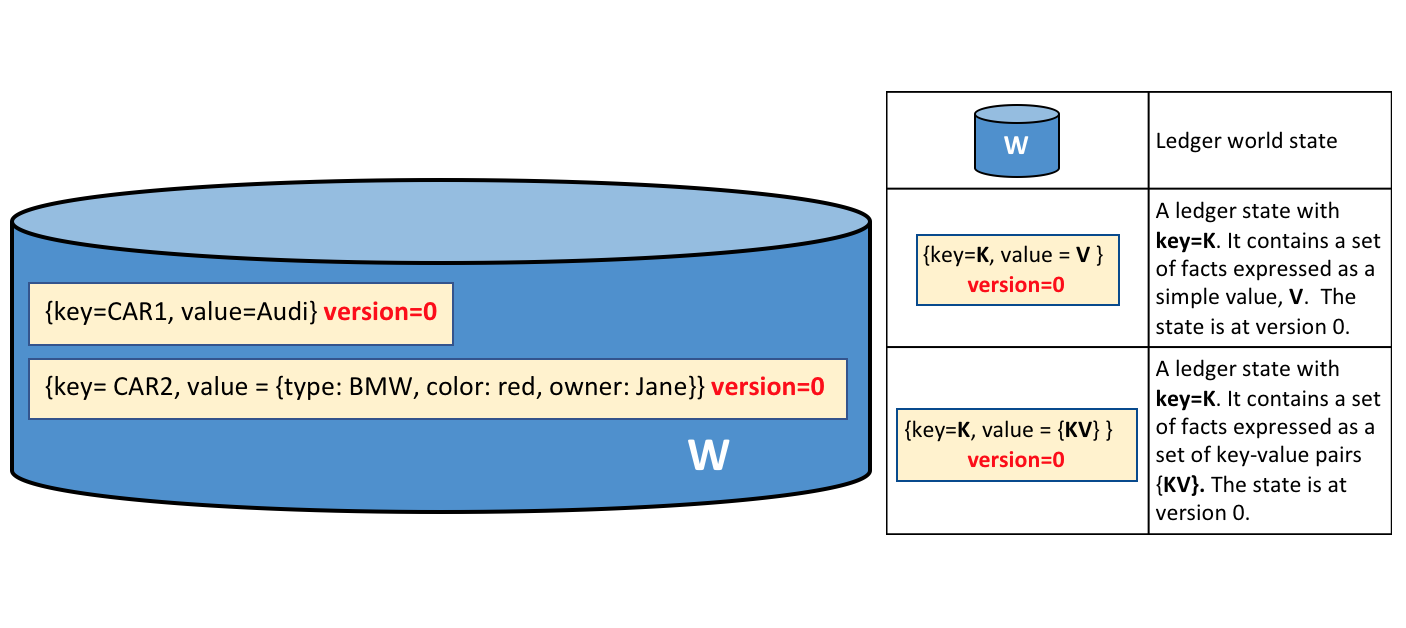 {key=CAR1, value=Audi} version=0
{key= CAR2, value = {type: BMW, color: red, owner: Jane}} version=0
W
W
Ledger world state
{key=K, value = V }
version=0
A ledger state with
key=K. It contains a set
of facts expressed as a
simple value, V.  The
state is at version 0.
{key=K, value = {KV} }
version=0
A ledger state with
key=K. It contains a set
of facts expressed as a
set of key-value pairs
{KV}. The state is at
version 0.